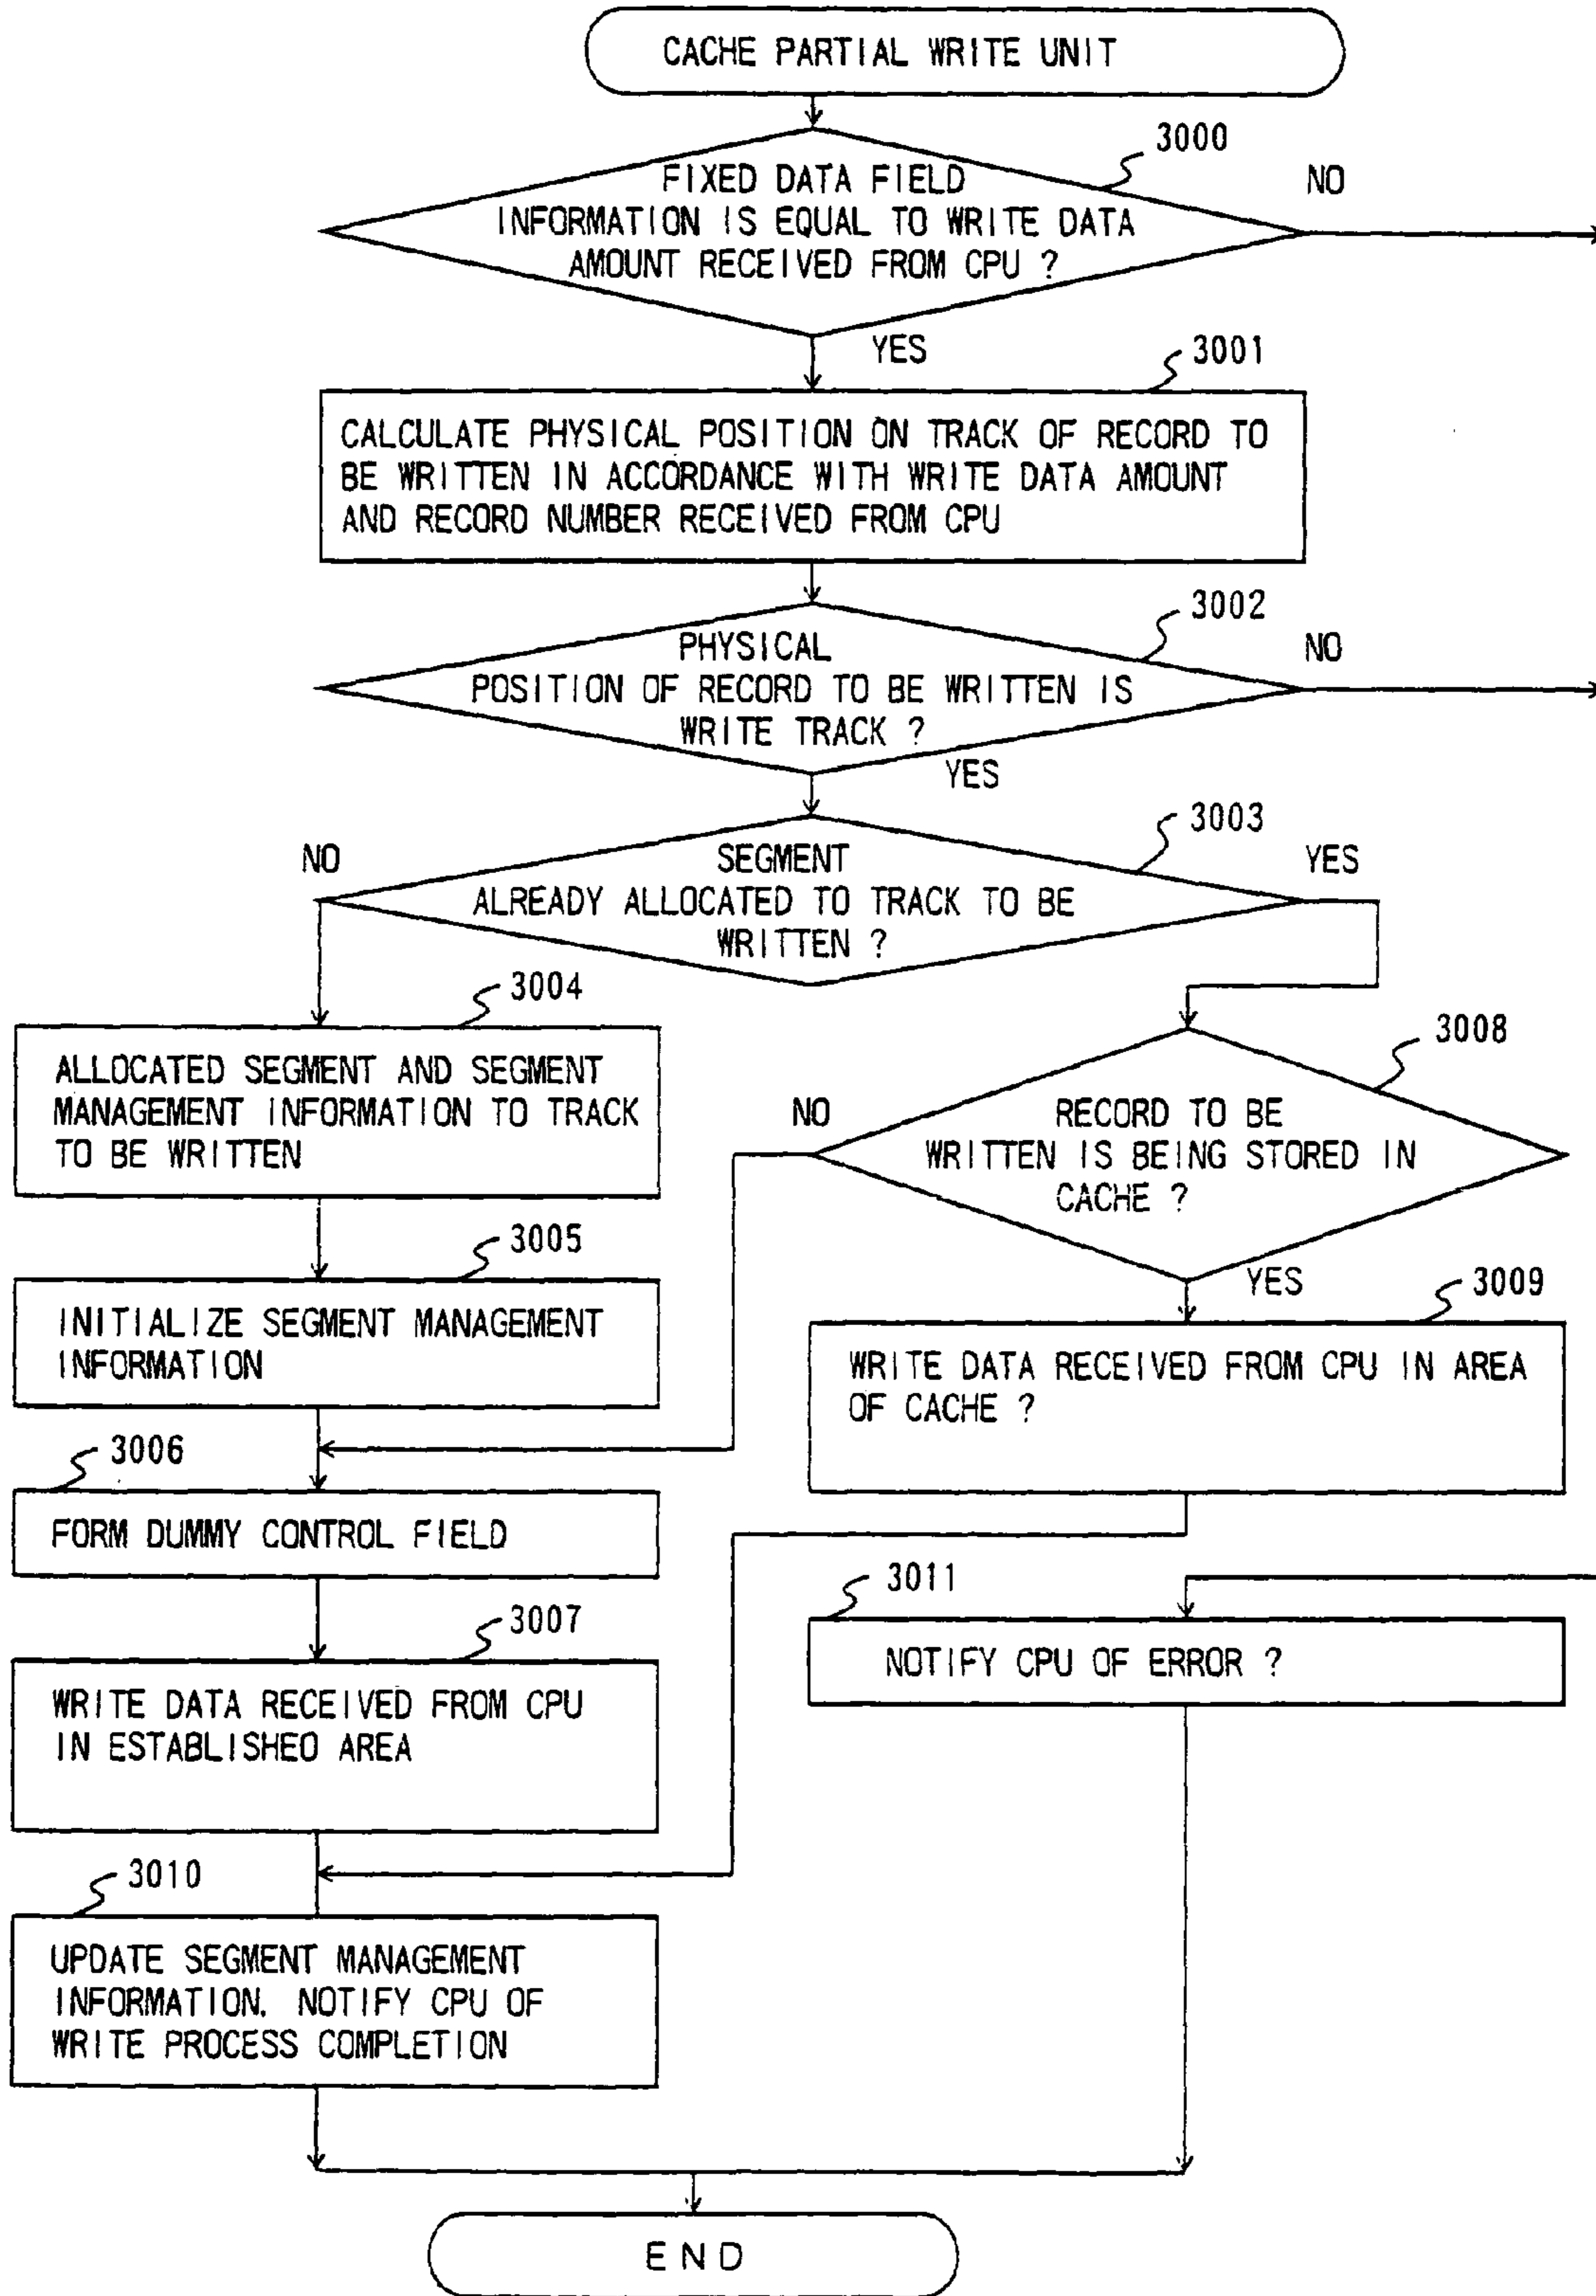 CACHE PARTIAL WRITE UNIT
3000
NO
FIXED DATA FIELD
INFORMATION IS EQUAL TO WRITE DATA
AMOUNT RECEIVED FROM CPU ?
YES
3001
CALCULATE PHYSICAL POSITION ON TRACK OF RECORD TO
BE WRITTEN IN ACCORDANCE WITH WRITE DATA AMOUNT
AND RECORD NUMBER RECEIVED FROM CPU
3002
NO
PHYSICAL
POSITION OF RECORD TO BE WRITTEN IS
WRITE TRACK ?
YES
3003
NO
YES
SEGMENT
ALREADY ALLOCATED TO TRACK TO BE
WRITTEN ?
3004
ALLOCATED SEGMENT AND SEGMENT
MANAGEMENT INFORMATION TO TRACK
TO BE WRITTEN
3008
NO
RECORD TO BE
WRITTEN IS BEING STORED IN
CACHE ?
YES
3005
INITIALIZE SEGMENT MANAGEMENT
INFORMATION
3009
WRITE DATA RECEIVED FROM CPU IN AREA
OF CACHE ?
3006
FORM DUMMY CONTROL FIELD
3011
NOTIFY CPU OF ERROR ?
3007
WRITE DATA RECEIVED FROM CPU
IN ESTABLISHED AREA
3010
UPDATE SEGMENT MANAGEMENT
INFORMATION. NOTIFY CPU OF
WRITE PROCESS COMPLETION
END